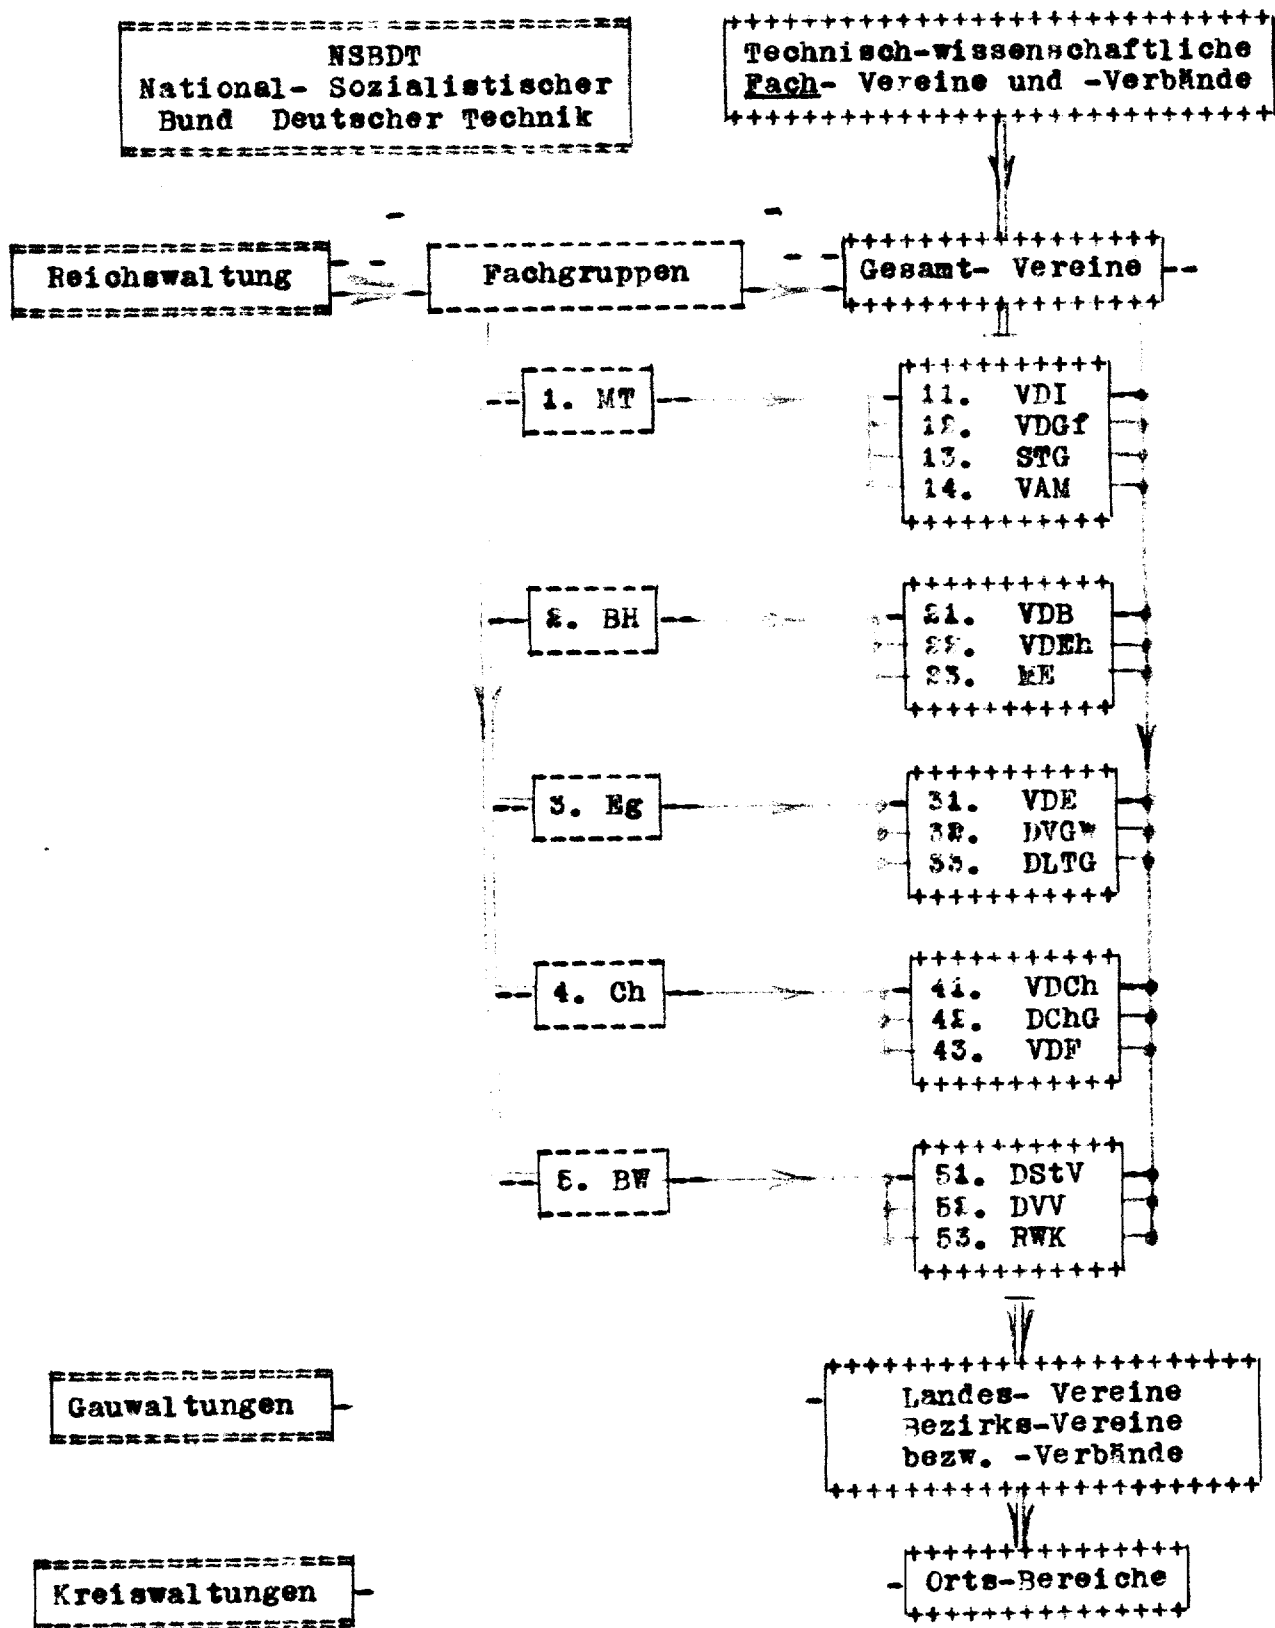 NSBDT
National- Sozialistischer
Bund Deutscher Technik
Technisch-wissenschaftliche
Fach- Vereine und -Verbände
Reichswaltung
Fachgruppen
Gesamt- Vereine
1. MT
11. VDI
12. VDGf
13. STG
14. VAM
2. BH
21. VDB
22. VDEh
23. ME
3. Eg
31. VDE
32. DVGW
33. DLTG
4. Ch
41. VDCh
42. DChG
43. VDF
5. BW
51. DStV
52. DVV
53. RWK
Gauwaltungen
Landes- Vereine
Bezirks-Vereine
bezw. -Verbände
Kreiswaltungen
Orts-Bereiche